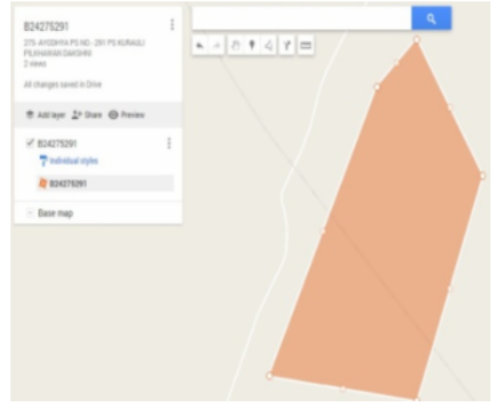 B24275291
275- AYODHYA PS NO - 291 PS KURAULI
PILKHAWAN DAKSHINI
2 views
All changes saved in Drive
Add layer Share Preview
B24275291
Individual styles
B24275291
Base map